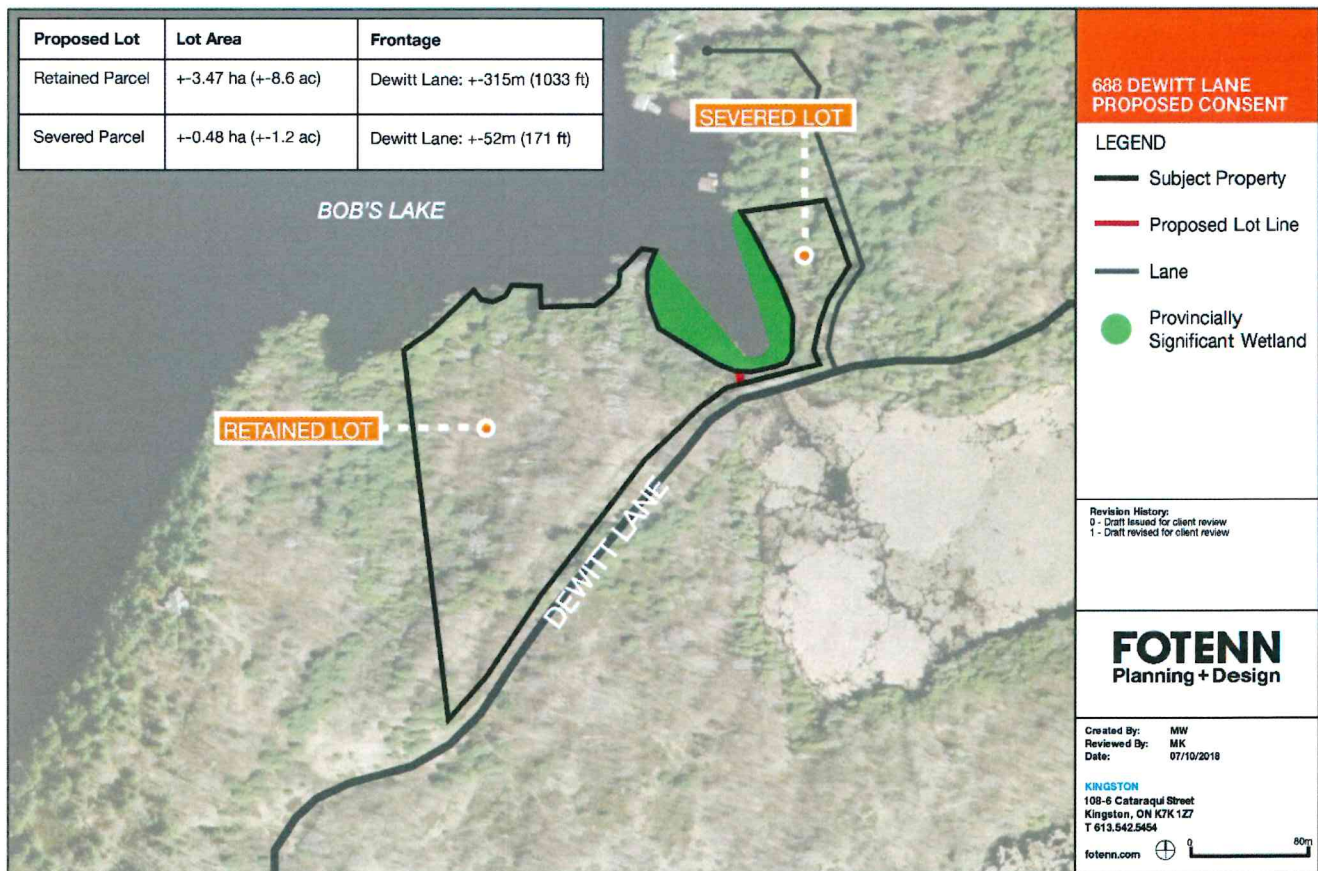 Proposed Lot Lot Area Frontage
Retained Parcel +-3.47 ha (+-8.6 ac) Dewitt Lane: +-315m (1033 ft)
Severed Parcel +-0.48 ha (+-1.2 ac) Dewitt Lane: +-52m (171 ft)
BOB'S LAKE
SEVERED LOT
RETAINED LOT
DEWITT LANE
688 DEWITT LANE
PROPOSED CONSENT
LEGEND
Subject Property
Proposed Lot Line
Lane
Provincially
Significant Wetland
Revision History:
0 - Draft issued for client review
1 - Draft revised for client review
FOTENN
Planning + Design
Created By: MW
Reviewed By: MK
Date: 07/10/2018
KINGSTON
108-6 Cataraqui Street
Kingston, ON K7K 1Z7
T 613.542.5454
fotenn.com
0 80m